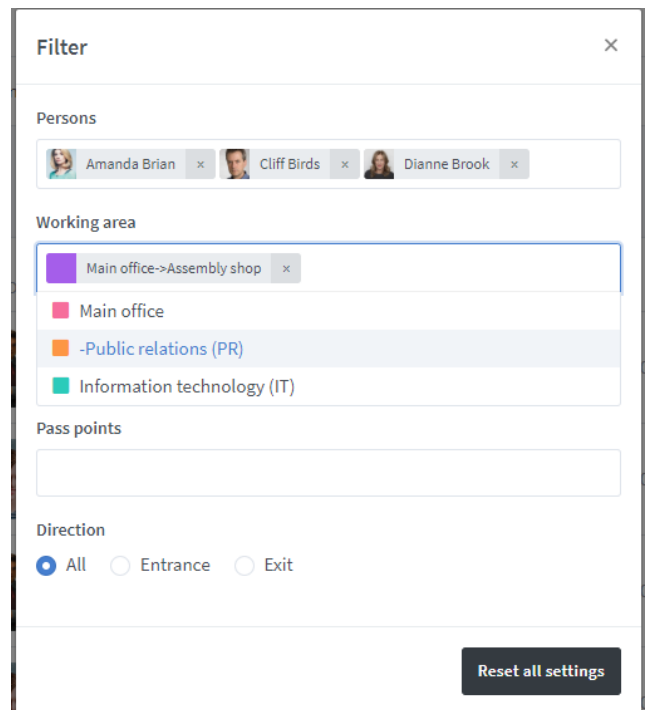 Filter ×
Persons
Amanda Brian × Cliff Birds × Dianne Brook ×
Working area
Main office->Assembly shop ×
Main office
-Public relations (PR)
Information technology (IT)
Pass points
Direction
All Entrance Exit
Reset all settings